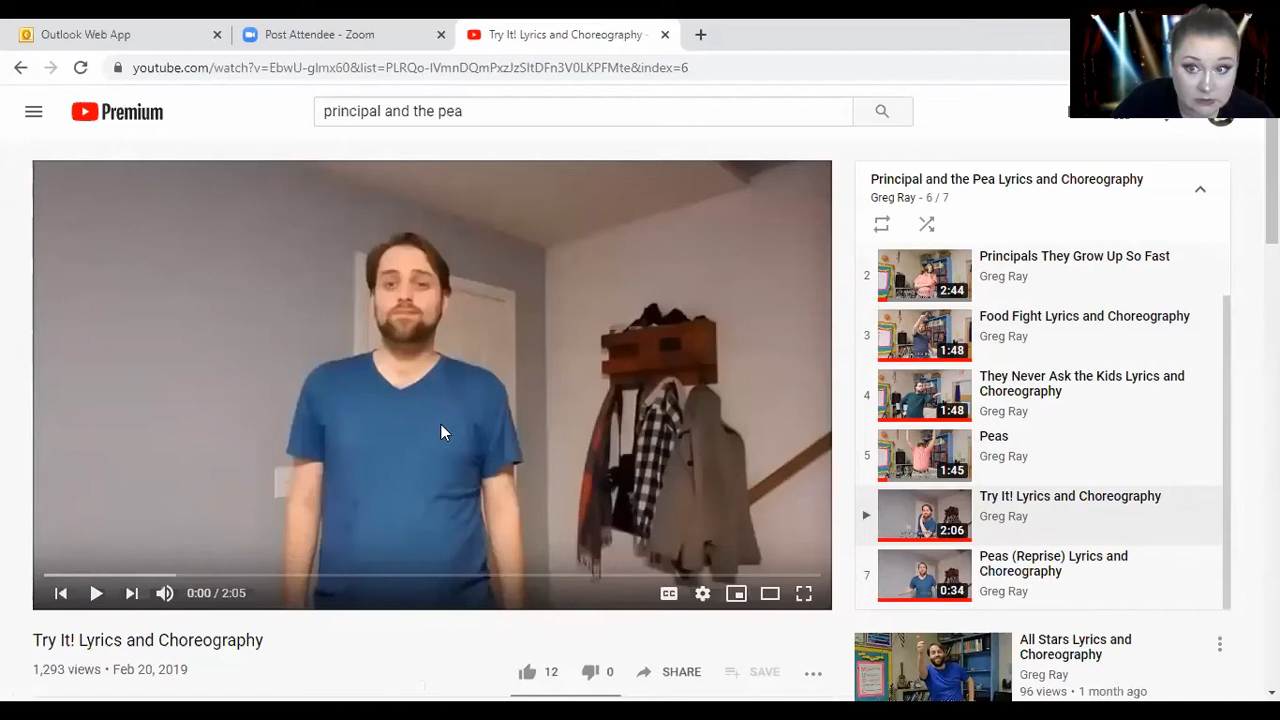 Outlook Web App
Post Attendee - Zoom
Try It! Lyrics and Choreography -
youtube.com/watch?v=EbwU-glmx60&list=PLRQo-IVmnDQmPxzJzSltDFn3V0LKPFMte&index=6
Premium
principal and the pea
Principal and the Pea Lyrics and Choreography
Greg Ray - 6 / 7
2
2:44
Principals They Grow Up So Fast
Greg Ray
3
1:48
Food Fight Lyrics and Choreography
Greg Ray
4
1:48
They Never Ask the Kids Lyrics and
Choreography
Greg Ray
5
1:45
Peas
Greg Ray
2:06
Try It! Lyrics and Choreography
Greg Ray
7
0:34
Peas (Reprise) Lyrics and
Choreography
Greg Ray
0:00 / 2:05
CC
Try It! Lyrics and Choreography
1,293 views • Feb 20, 2019
12
0
SHARE
SAVE
All Stars Lyrics and
Choreography
Greg Ray
96 views • 1 month ago